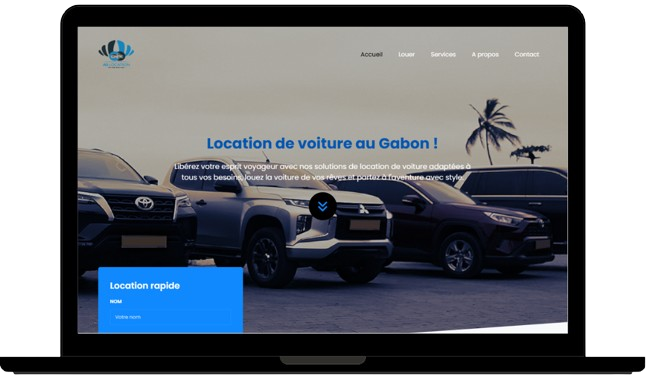 Accueil Louer Services A propos Contact
Location de voiture au Gabon !
Libérez votre esprit voyageur avec nos solutions de location de voiture adaptées à
tous vos besoins, louez la voiture de vos rêves et partez à l'aventure avec style.
Location rapide
NOM
Votre nom